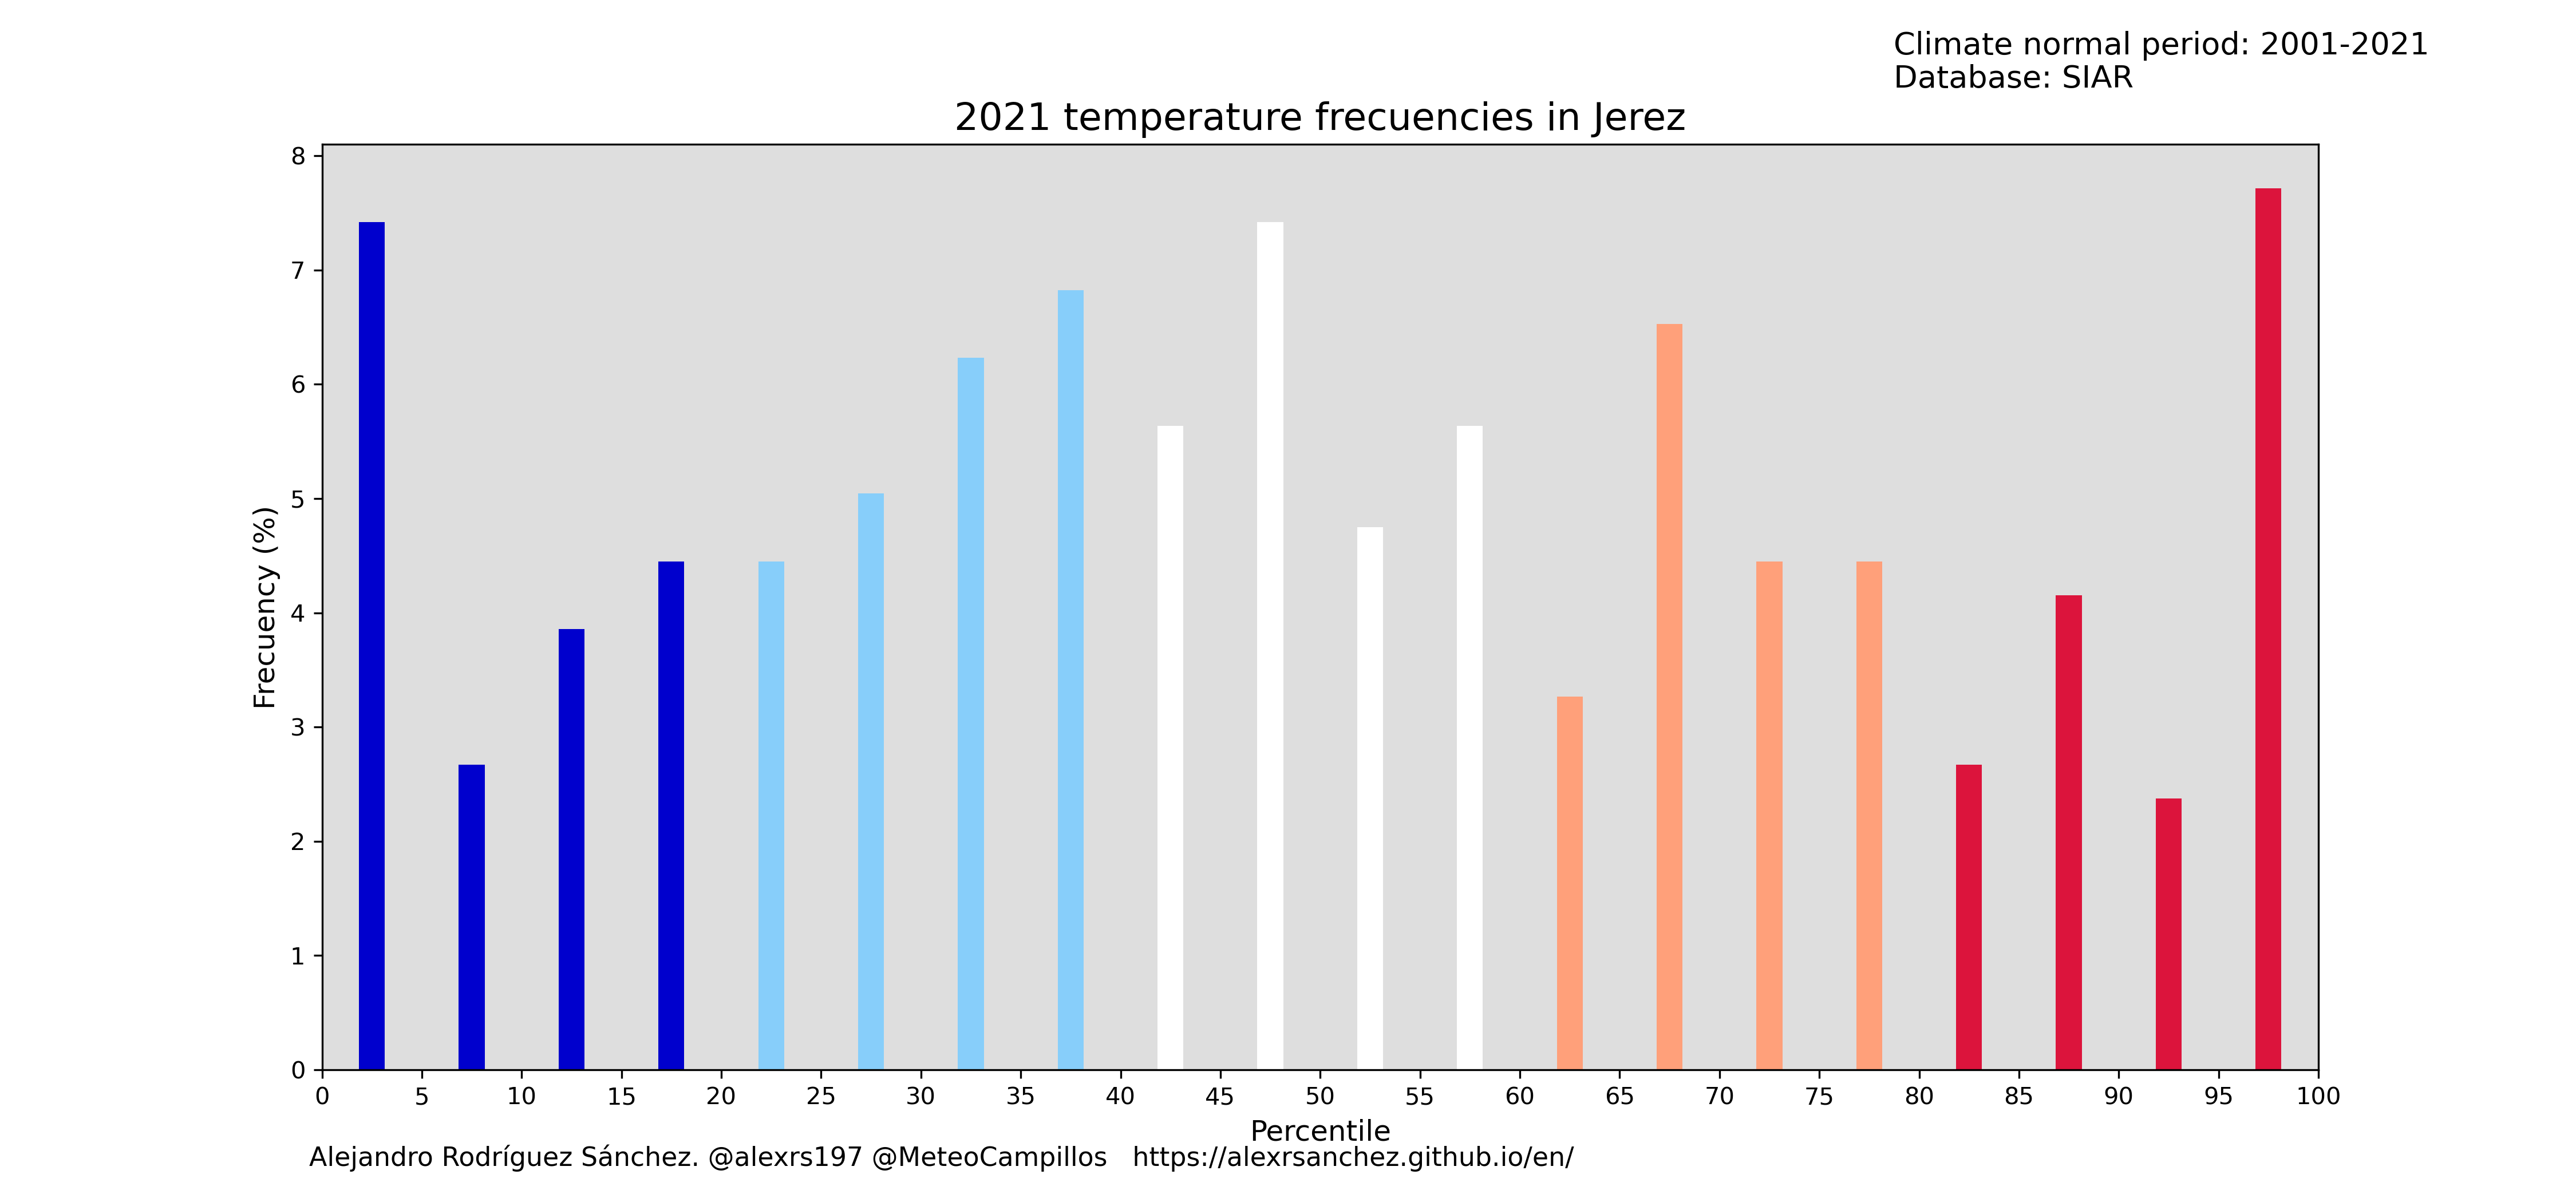 Climate normal period: 2001-2021
Database: SIAR
2021 temperature frecuencies in Jerez
8
7
6
5
4
3
2
1
0
Frecuency (%)
0 5 10 15 20 25 30 35 40 45 50 55 60 65 70 75 80 85 90 95 100
Percentile
Alejandro Rodríguez Sánchez. @alexrs197 @MeteoCampillos https://alexrsanchez.github.io/en/